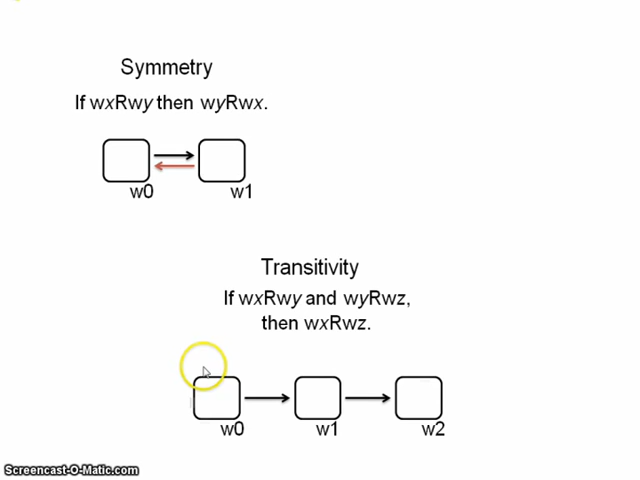 Symmetry
If wxRwy then wyRwx.
w0 w1
Transitivity
If wxRwy and wyRwz,
then wxRwz.
w0 w1 w2
Screencast-O-Matic.com